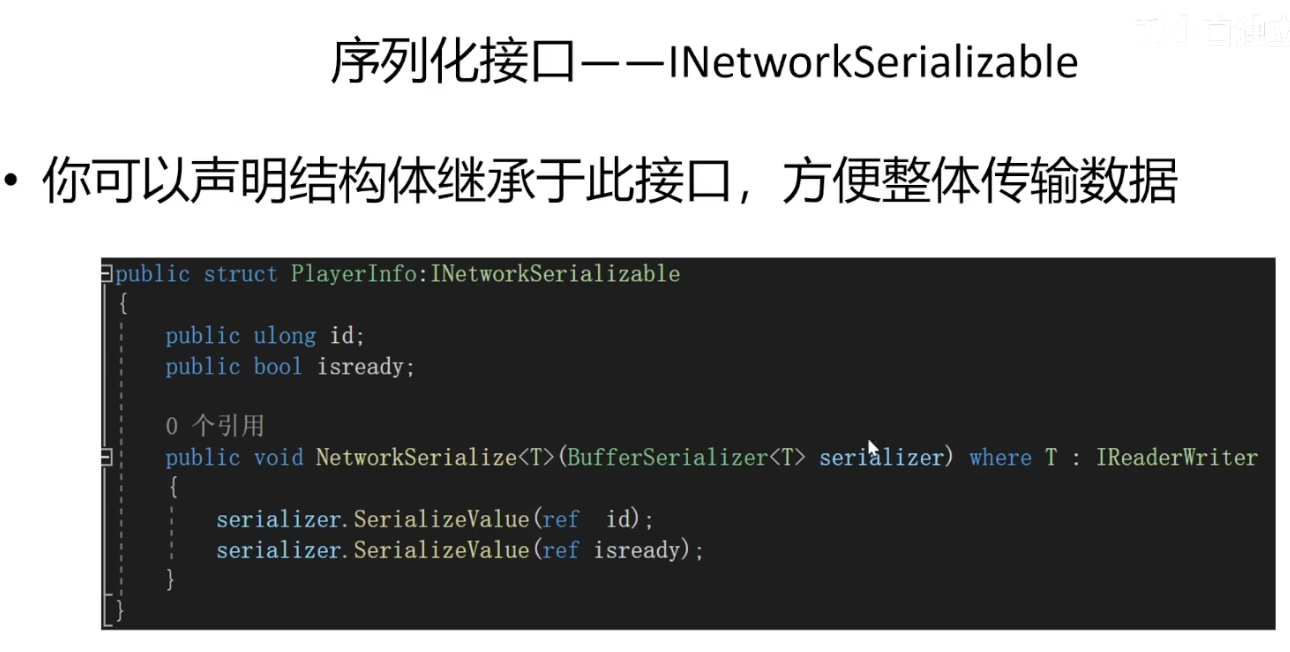 序列化接口——INetworkSerializable
• 你可以声明结构体继承于此接口，方便整体传输数据
public struct PlayerInfo:INetworkSerializable
{
public ulong id;
public bool isready;
0 个引用
public void NetworkSerialize<T>(BufferSerializer<T> serializer) where T : IReaderWriter
{
serializer.SerializeValue(ref  id);
serializer.SerializeValue(ref isready);
}
}